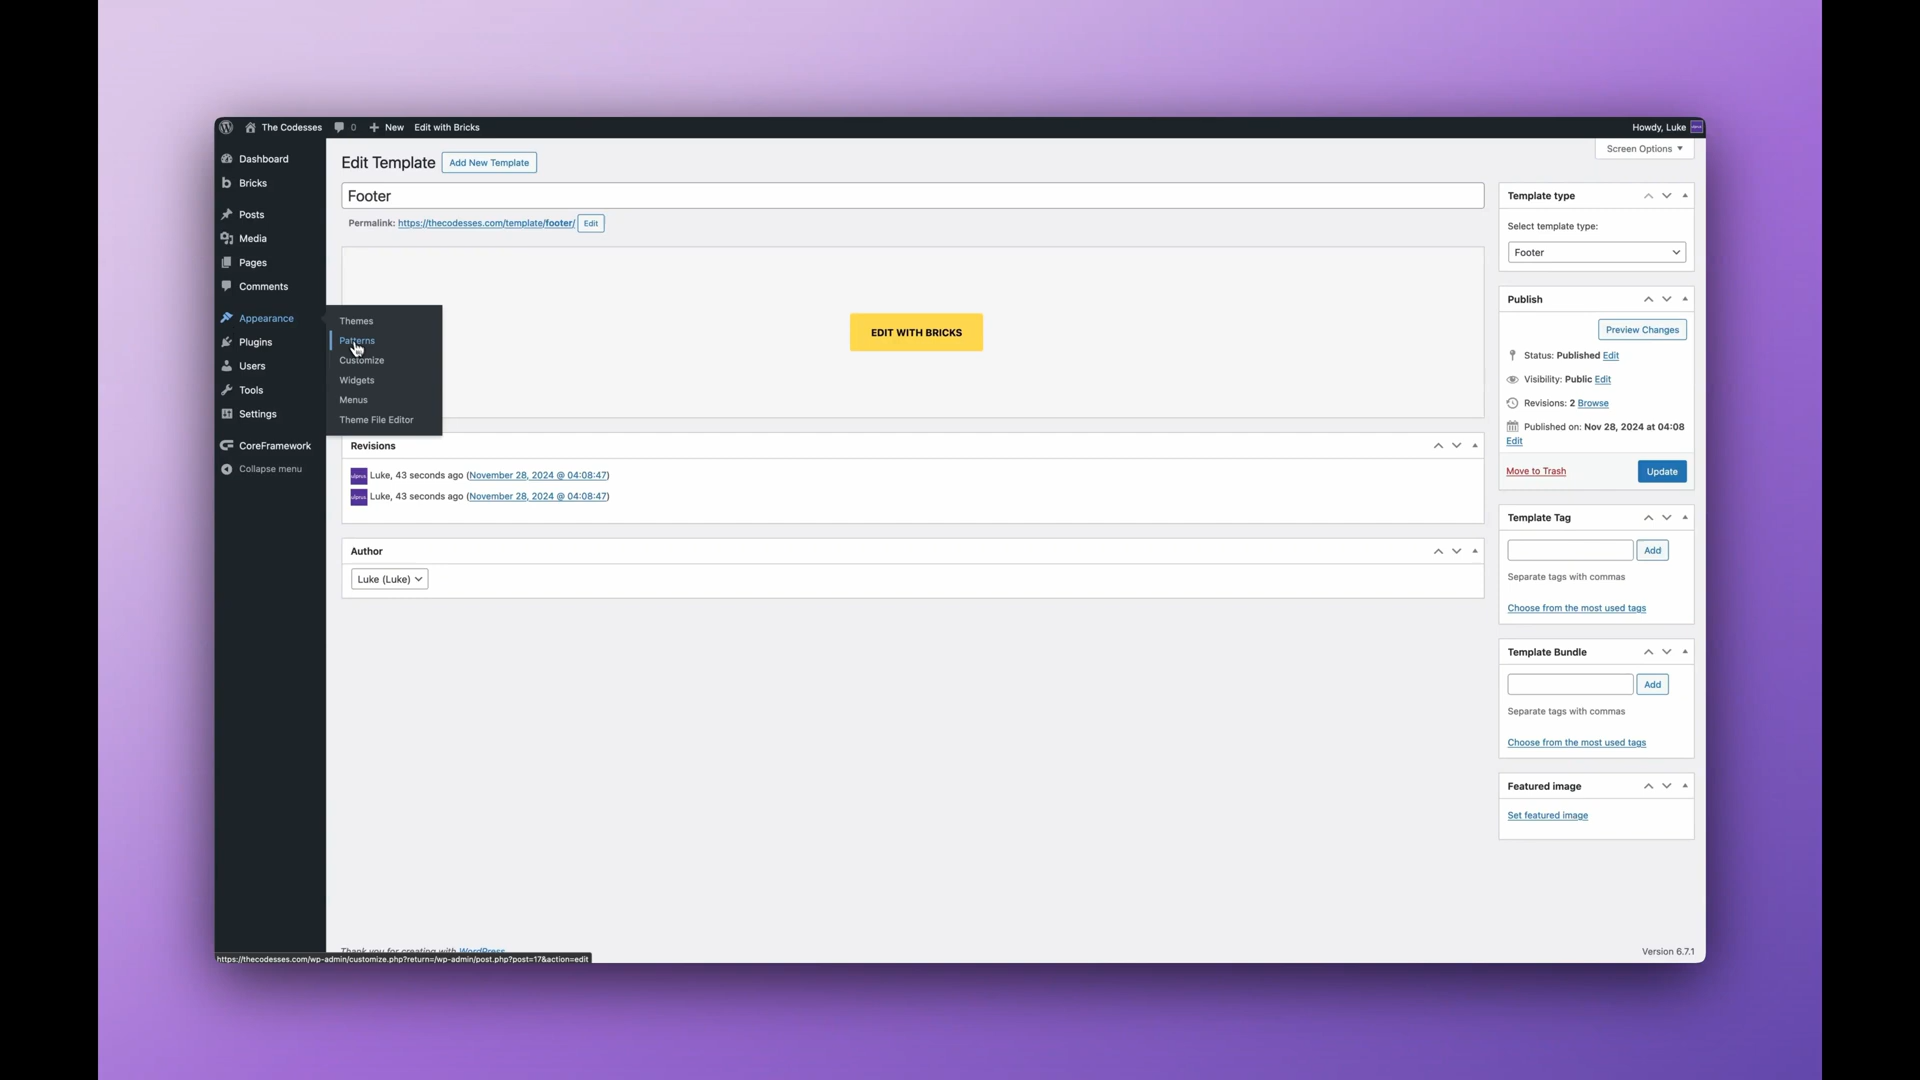 The Codesses 0 New Edit with Bricks Howdy, Luke
Screen Options
Dashboard
Bricks
Posts
Media
Pages
Comments
Appearance
Plugins
Users
Tools
Settings
CoreFramework
Collapse menu
Themes
Patterns
Customize
Widgets
Menus
Theme File Editor
Edit Template Add New Template
Footer
Permalink: https://thecodesses.com/template/footer/ Edit
EDIT WITH BRICKS
Revisions
Luke, 43 seconds ago (November 28, 2024 @ 04:08:47)
Luke, 43 seconds ago (November 28, 2024 @ 04:08:47)
Author
Luke (Luke)
Template type
Select template type:
Footer
Publish
Preview Changes
Status: Published Edit
Visibility: Public Edit
Revisions: 2 Browse
Published on: Nov 28, 2024 at 04:08
Edit
Move to Trash Update
Template Tag
Add
Separate tags with commas
Choose from the most used tags
Template Bundle
Add
Separate tags with commas
Choose from the most used tags
Featured image
Set featured image
Thank you for creating with WordPress
Version 6.7.1
https://thecodesses.com/wp-admin/customize.php?return=/wp-admin/post.php?post=17&action=edit